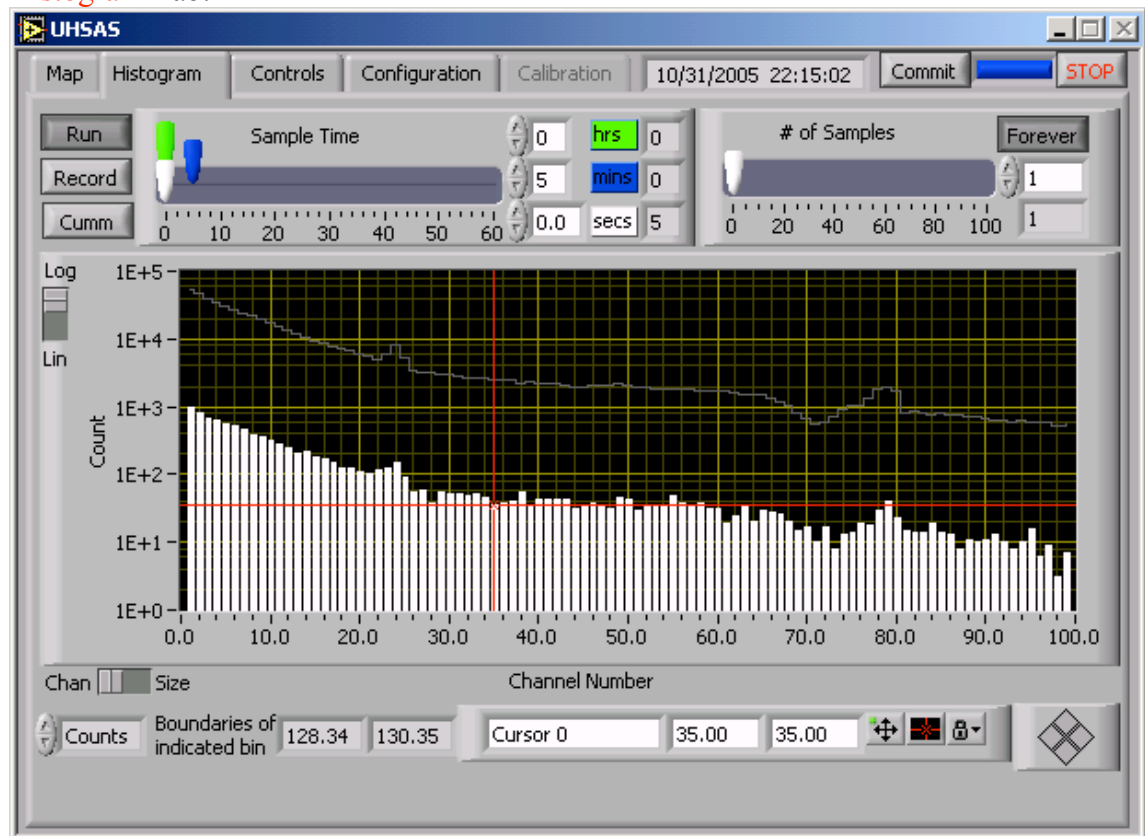 UHSAS
Map Histogram Controls Configuration Calibration 10/31/2005 22:15:02 Commit STOP
Run Sample Time 0 hrs 0 # of Samples Forever
Record 5 mins 0 1
Cumm 0.0 secs 5 1
0 10 20 30 40 50 60 0 20 40 60 80 100
Log
Lin
Count
1E+5
1E+4
1E+3
1E+2
1E+1
1E+0
0.0 10.0 20.0 30.0 40.0 50.0 60.0 70.0 80.0 90.0 100.0
Chan Size Channel Number
Counts Boundaries of indicated bin 128.34 130.35 Cursor 0 35.00 35.00